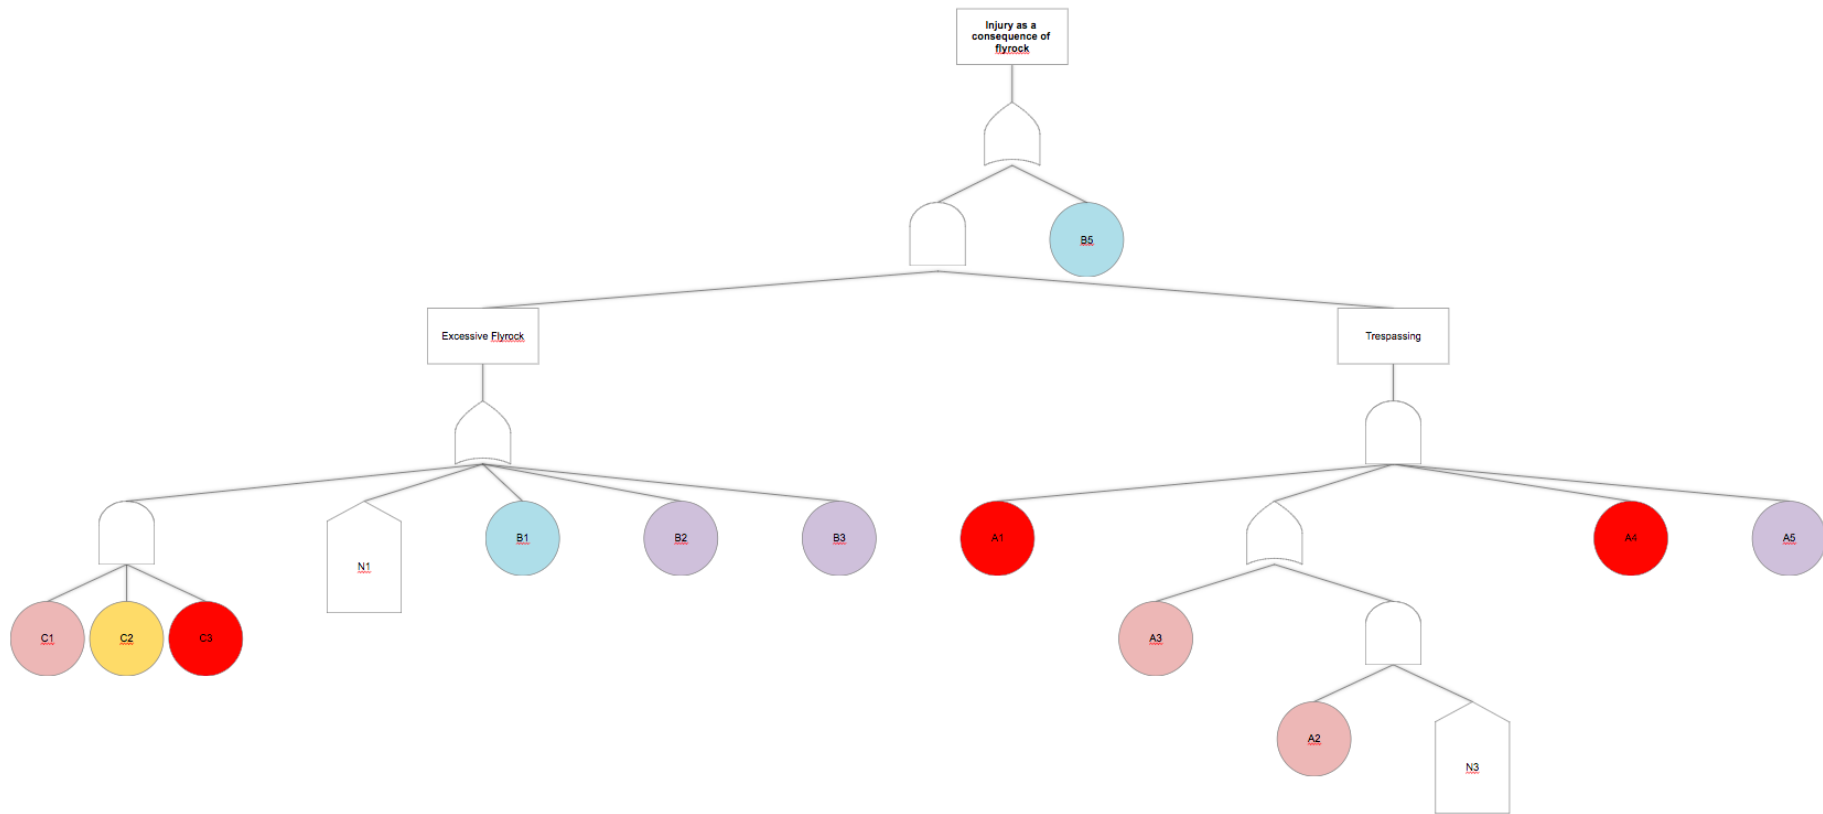 Injury as a
consequence of
flyrock
B5
Excessive Flyrock
Trespassing
N1
B1
B2
B3
A1
A4
A5
C1
C2
C3
A3
A2
N3